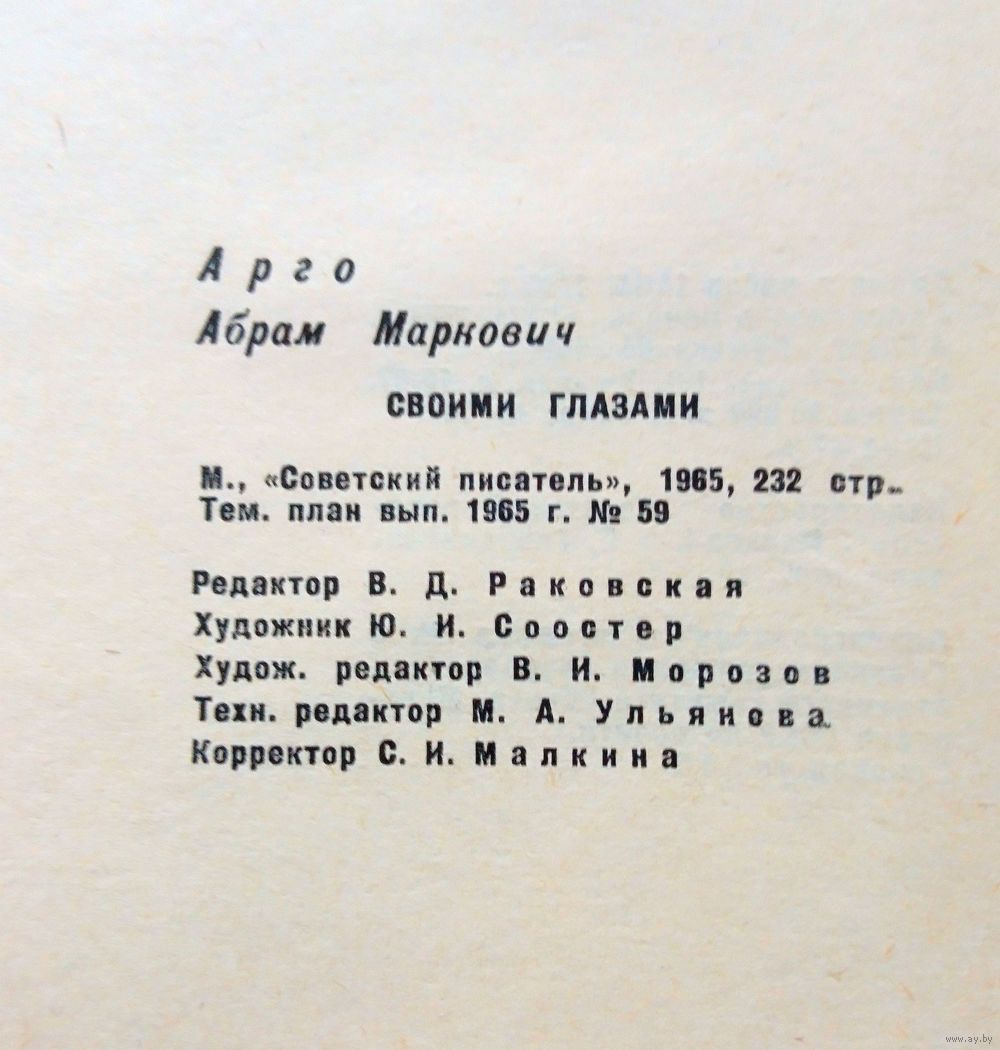 Арго
Абрам Маркович
СВОИМИ ГЛАЗАМИ
М., «Советский писатель», 1965, 232 стр.
Тем. план вып. 1965 г. № 59
Редактор В. Д. Раковская
Художник Ю. И. Соостер
Худож. редактор В. И. Морозов
Техн. редактор М. А. Ульянова
Корректор С. И. Малкина
www.ay.by